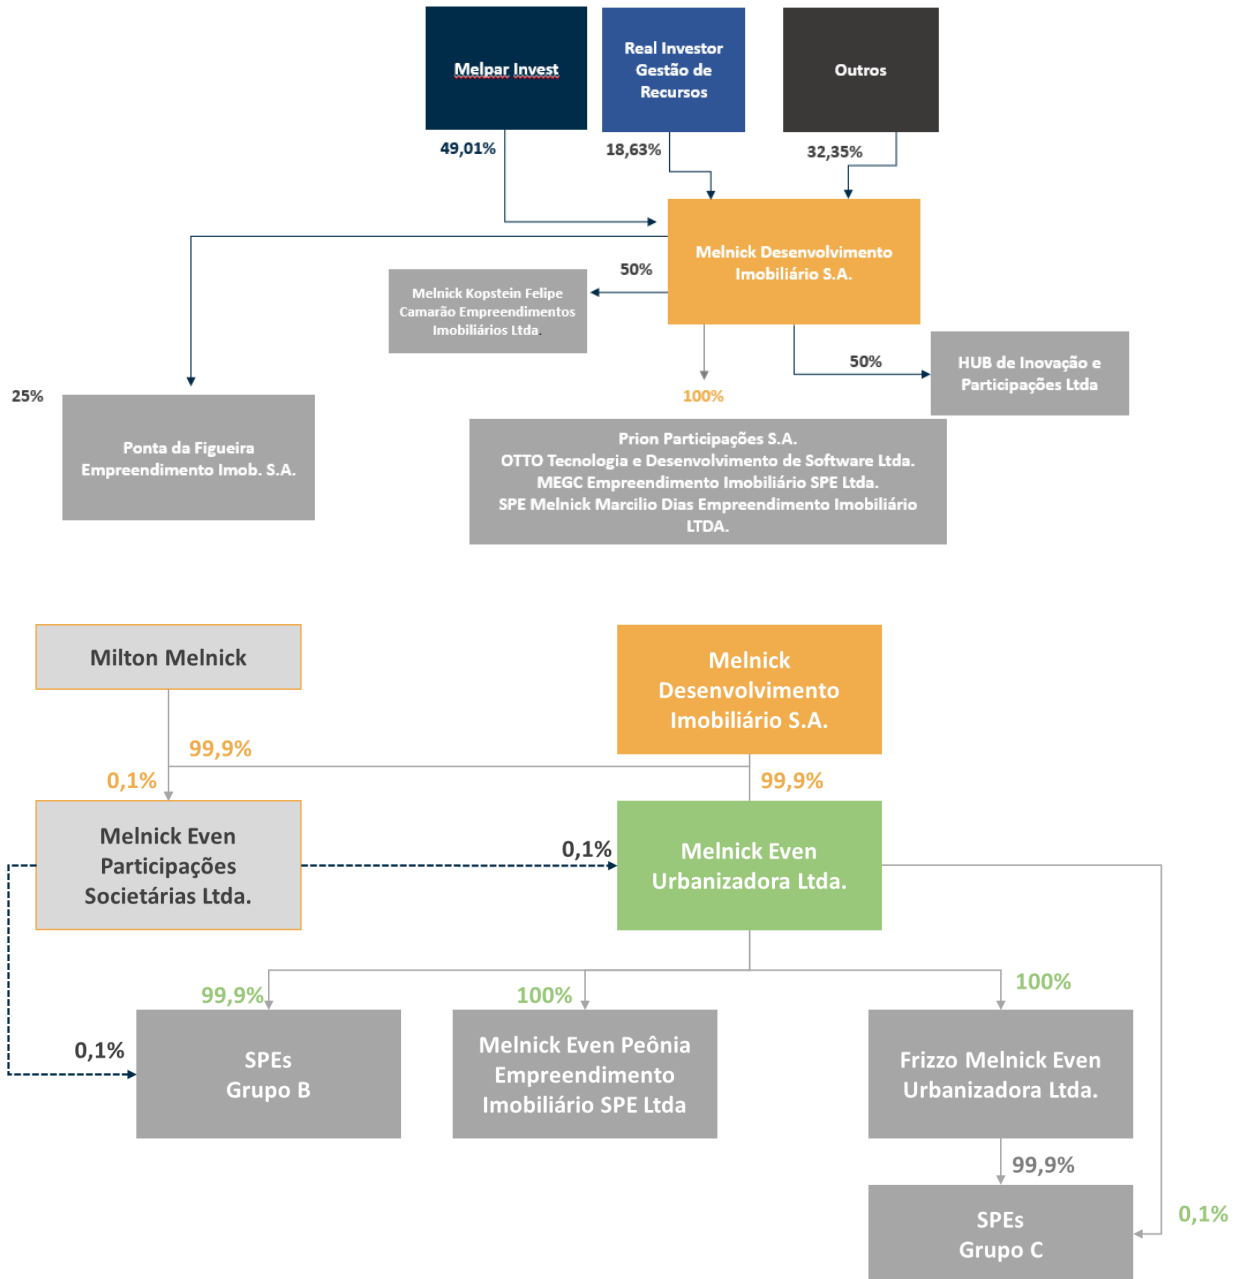 Melpar Invest
Real Investor
Gestão de
Recursos
Outros
49,01%
18,63%
32,35%
Melnick Desenvolvimento
Imobiliário S.A.
50%
Melnick Kopstein Felipe
Camarão Empreendimentos
Imobiliários Ltda.
50%
HUB de Inovação e
Participações Ltda
25%
100%
Ponta da Figueira
Empreendimento Imob. S.A.
Prion Participações S.A.
OTTO Tecnologia e Desenvolvimento de Software Ltda.
MEGC Empreendimento Imobiliário SPE Ltda.
SPE Melnick Marcilio Dias Empreendimento Imobiliário
LTDA.
Milton Melnick
Melnick
Desenvolvimento
Imobiliário S.A.
99,9%
0,1%
99,9%
Melnick Even
Participações
Societárias Ltda.
0,1%
Melnick Even
Urbanizadora Ltda.
99,9%
100%
100%
0,1%
SPEs
Grupo B
Melnick Even Peônia
Empreendimento
Imobiliário SPE Ltda
Frizzo Melnick Even
Urbanizadora Ltda.
99,9%
0,1%
SPEs
Grupo C